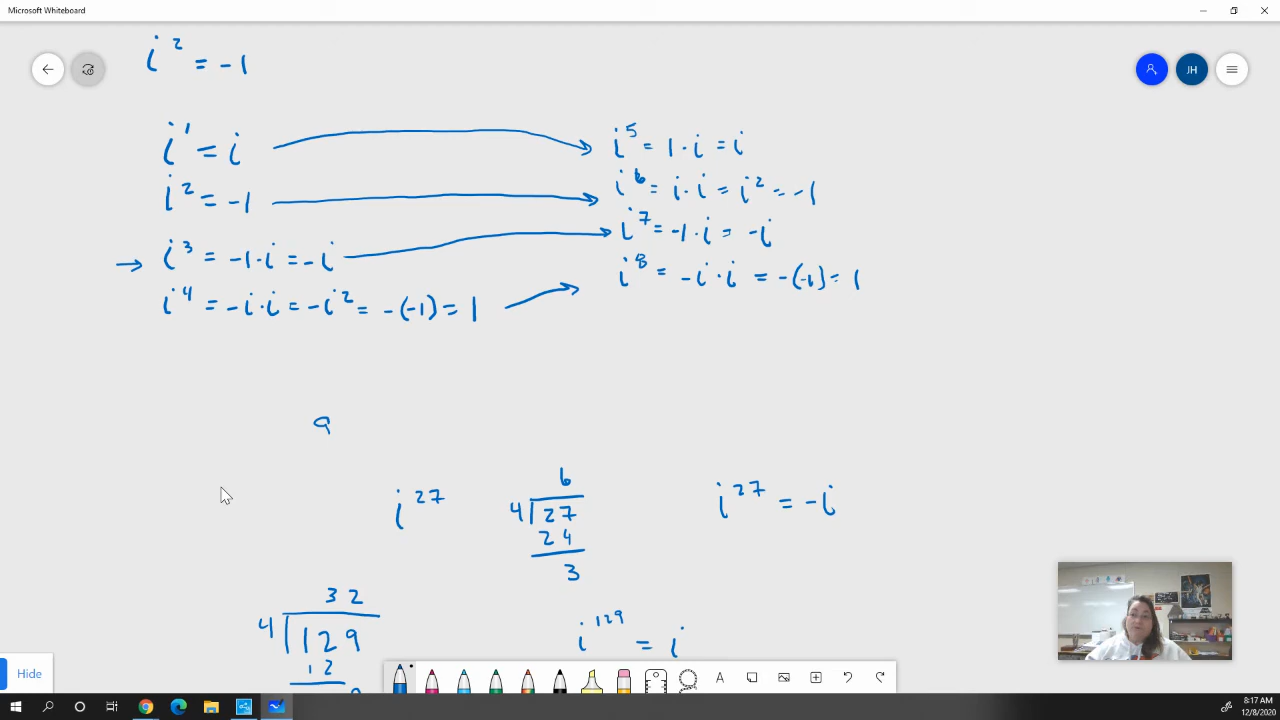 Microsoft Whiteboard
i² = -1
JH
i¹ = i
i⁵ = 1·i = i
i² = -1
i⁶ = i·i = i² = -1
→ i³ = -1·i = -i
i⁷ = -1·i = -i
i⁴ = -i·i = -i² = -(-1) = 1
i⁸ = -i·i = -(-1) = 1
9
i²⁷
6
4 27
24
3
i²⁷ = -i
32
4 129
12
9
i¹²⁹ = i
Hide
A
8:17 AM
12/8/2020